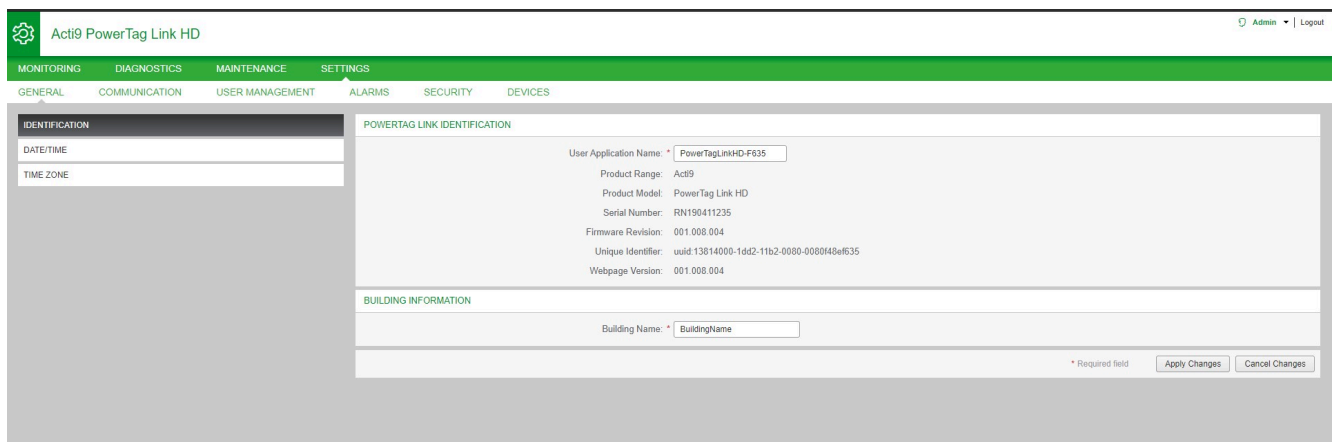 Acti9 PowerTag Link HD
Admin | Logout
MONITORING DIAGNOSTICS MAINTENANCE SETTINGS
GENERAL COMMUNICATION USER MANAGEMENT ALARMS SECURITY DEVICES
IDENTIFICATION
DATE/TIME
TIME ZONE
POWERTAG LINK IDENTIFICATION
User Application Name: * PowerTagLinkHD-F635
Product Range: Acti9
Product Model: PowerTag Link HD
Serial Number: RN190411235
Firmware Revision: 001.008.004
Unique Identifier: uuid:13814000-1dd2-11b2-0080-0080f48ef635
Webpage Version: 001.008.004
BUILDING INFORMATION
Building Name: * BuildingName
* Required field Apply Changes Cancel Changes